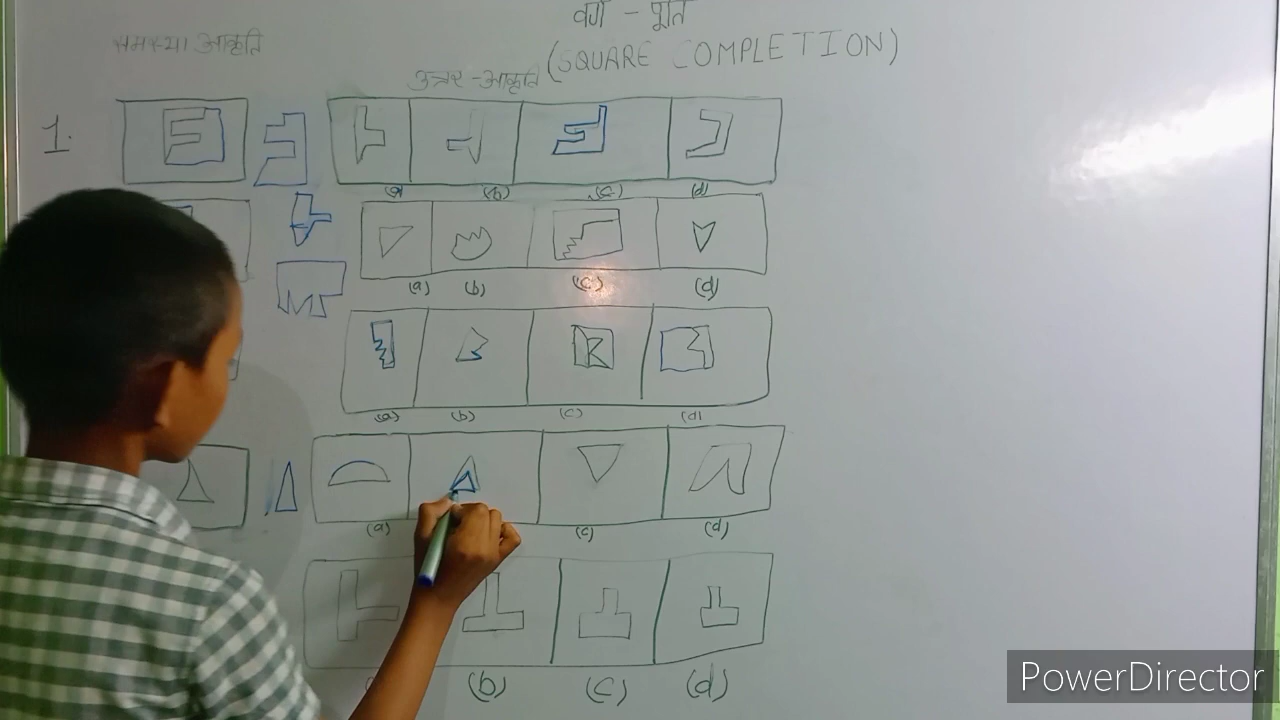 वर्ग - पूर्ति
समस्या आकृति
(SQUARE COMPLETION)
उत्तर-आकृति
1.
(a) (b) (c) (d)
(a) (b) (c) (d)
(a) (b) (c) (d)
(a) (c) (d)
(b) (c) (d)
PowerDirector